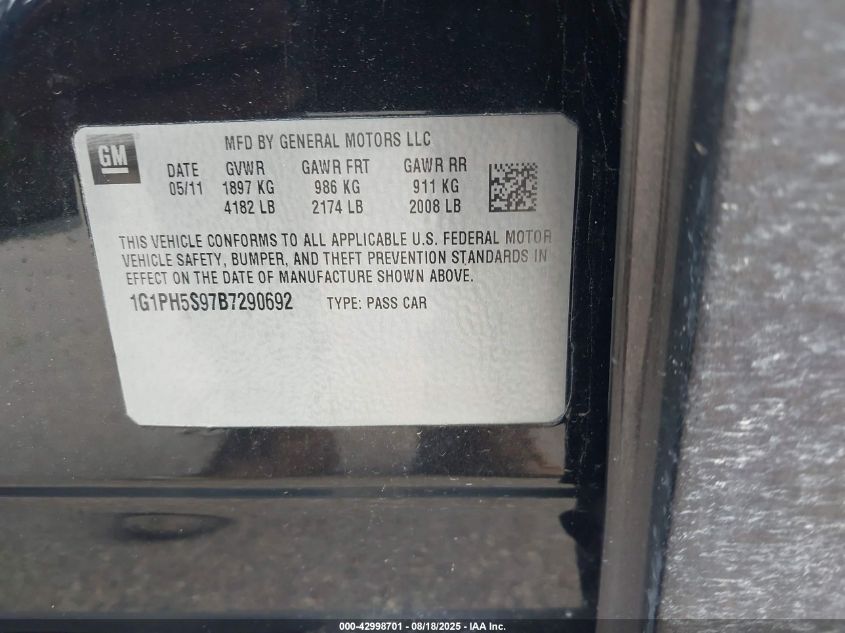 MFD BY GENERAL MOTORS LLC
GM
DATE GVWR GAWR FRT GAWR RR
05/11 1897 KG 986 KG 911 KG
4182 LB 2174 LB 2008 LB
THIS VEHICLE CONFORMS TO ALL APPLICABLE U.S. FEDERAL MOTOR
VEHICLE SAFETY, BUMPER, AND THEFT PREVENTION STANDARDS IN
EFFECT ON THE DATE OF MANUFACTURE SHOWN ABOVE.
1G1PH5S97B7290692 TYPE: PASS CAR
000-42998701 - 08/18/2025 - IAA Inc.